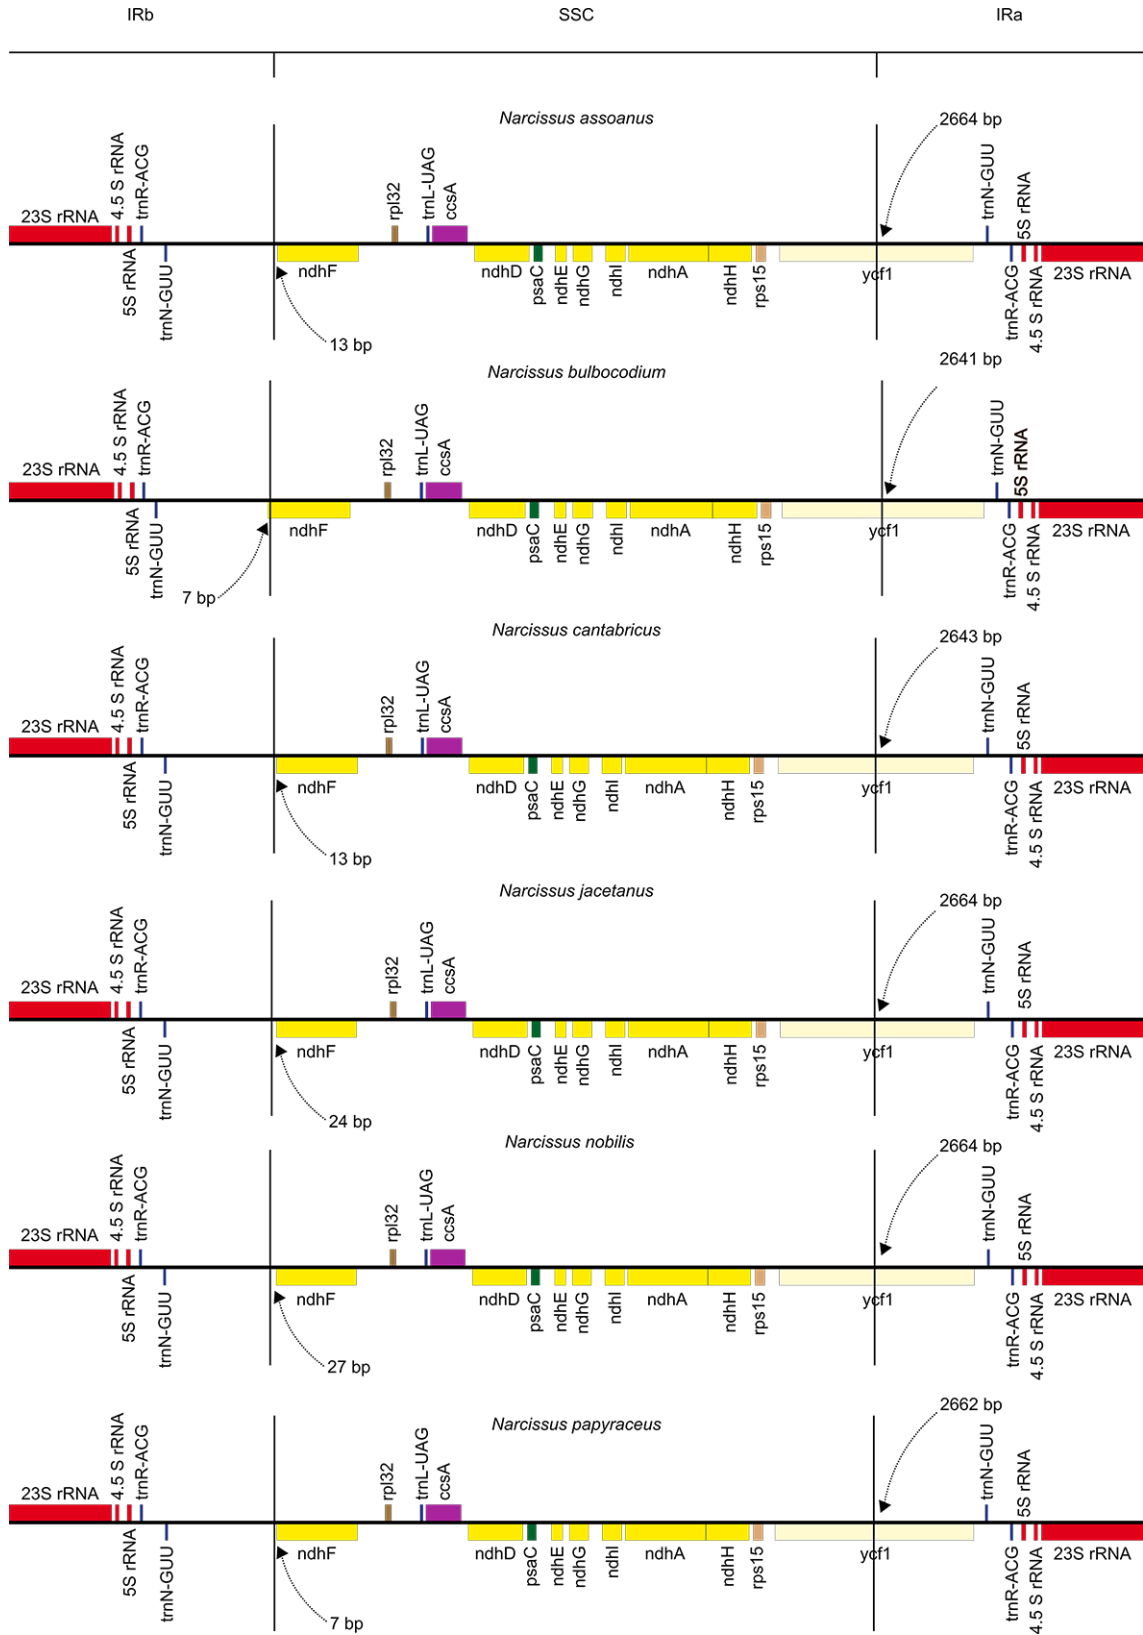 IRb SSC IRa
Narcissus assoanus
2664 bp
23S rRNA 4.5 S rRNA trnR-ACG rpl32 trnL-UAG ccsA trnN-GUU 5S rRNA
5S rRNA trnN-GUU ndhF ndhD psaC ndhE ndhG ndhI ndhA ndhH rps15 ycf1 trnR-ACG 4.5 S rRNA 23S rRNA
13 bp
Narcissus bulbocodium
2641 bp
23S rRNA 4.5 S rRNA trnR-ACG rpl32 trnL-UAG ccsA trnN-GUU 5S rRNA
5S rRNA trnN-GUU ndhF ndhD psaC ndhE ndhG ndhI ndhA ndhH rps15 ycf1 trnR-ACG 4.5 S rRNA 23S rRNA
7 bp
Narcissus cantabricus
2643 bp
23S rRNA 4.5 S rRNA trnR-ACG rpl32 trnL-UAG ccsA trnN-GUU 5S rRNA
5S rRNA trnN-GUU ndhF ndhD psaC ndhE ndhG ndhI ndhA ndhH rps15 ycf1 trnR-ACG 4.5 S rRNA 23S rRNA
13 bp
Narcissus jacetanus
2664 bp
23S rRNA 4.5 S rRNA trnR-ACG rpl32 trnL-UAG ccsA trnN-GUU 5S rRNA
5S rRNA trnN-GUU ndhF ndhD psaC ndhE ndhG ndhI ndhA ndhH rps15 ycf1 trnR-ACG 4.5 S rRNA 23S rRNA
24 bp
Narcissus nobilis
2664 bp
23S rRNA 4.5 S rRNA trnR-ACG rpl32 trnL-UAG ccsA trnN-GUU 5S rRNA
5S rRNA trnN-GUU ndhF ndhD psaC ndhE ndhG ndhI ndhA ndhH rps15 ycf1 trnR-ACG 4.5 S rRNA 23S rRNA
27 bp
Narcissus papyraceus
2662 bp
23S rRNA 4.5 S rRNA trnR-ACG rpl32 trnL-UAG ccsA trnN-GUU 5S rRNA
5S rRNA trnN-GUU ndhF ndhD psaC ndhE ndhG ndhI ndhA ndhH rps15 ycf1 trnR-ACG 4.5 S rRNA 23S rRNA
7 bp